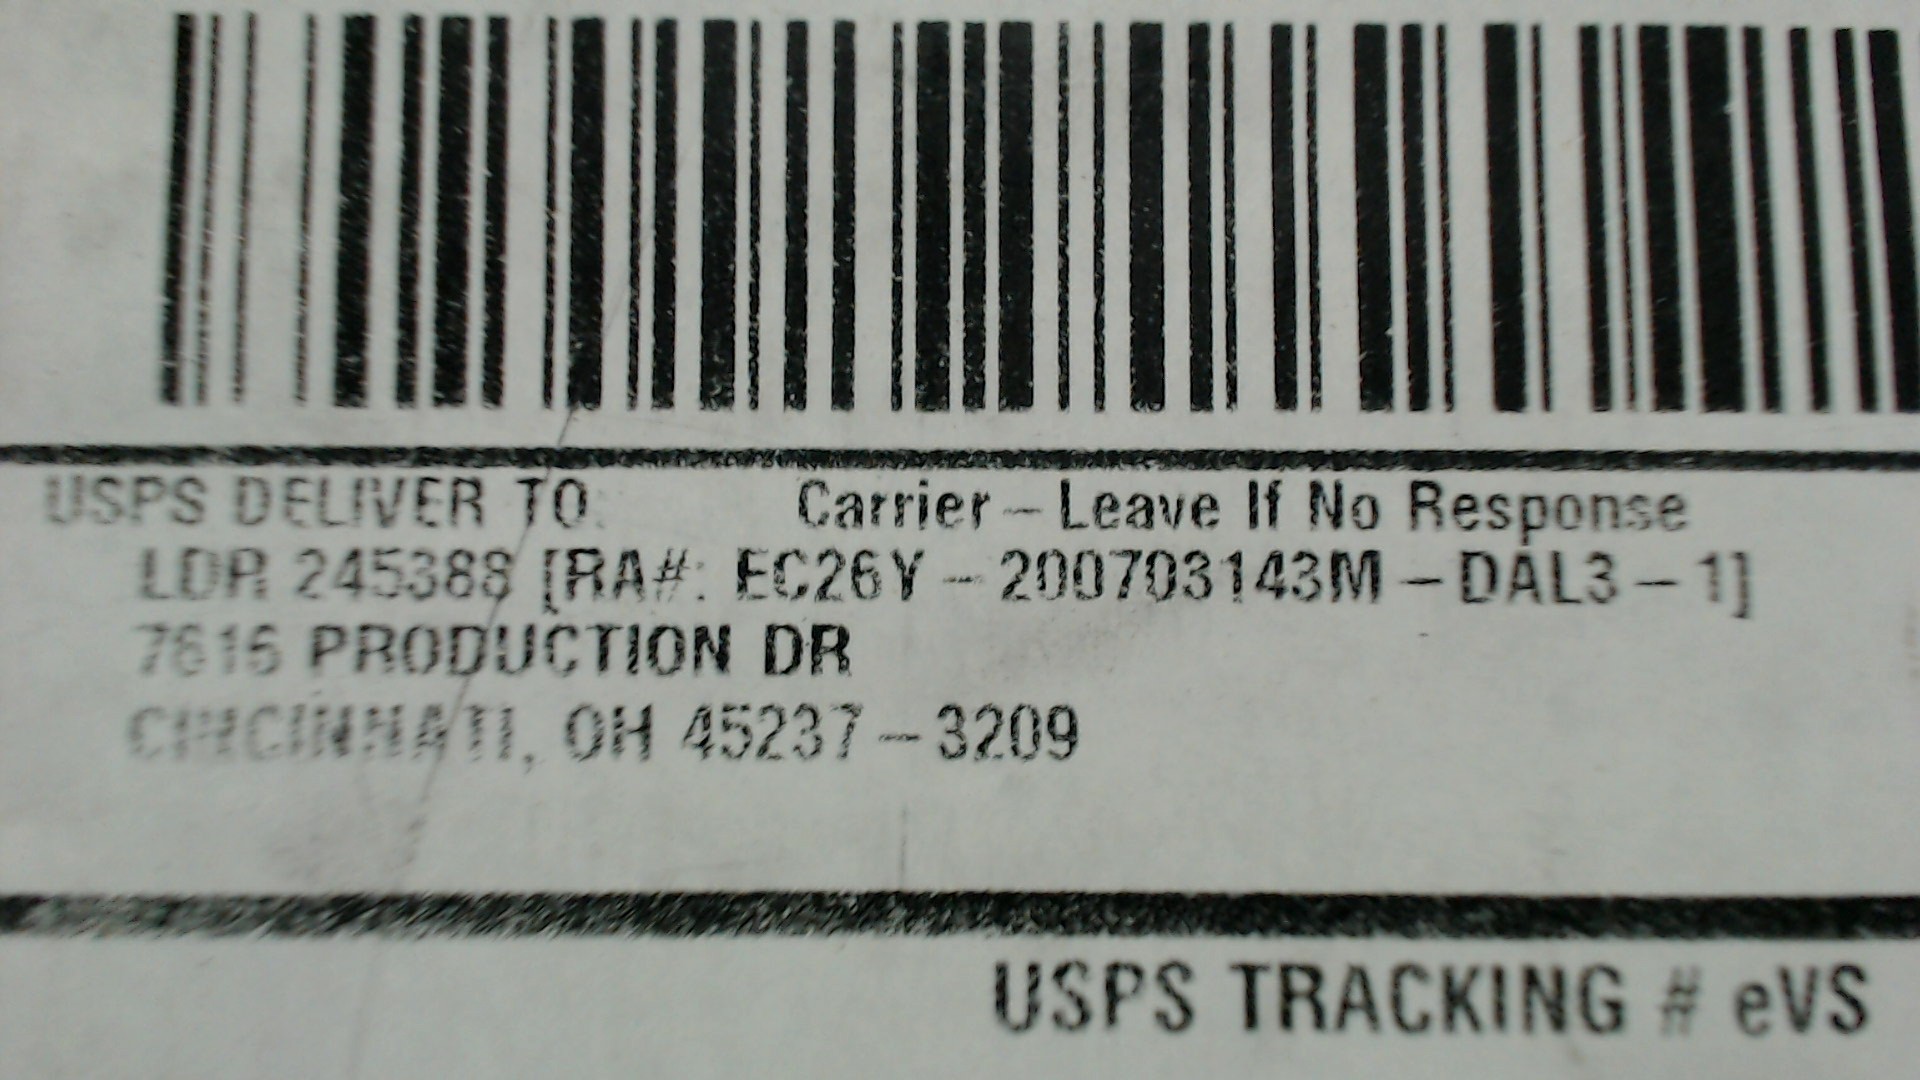 USPS DELIVER TO:
Carrier – Leave If No Response
LDR 245388 [RA#: EC26Y – 200703143M – DAL3 – 1]
7616 PRODUCTION DR
CINCINNATI, OH 45237 – 3209
USPS TRACKING # eVS